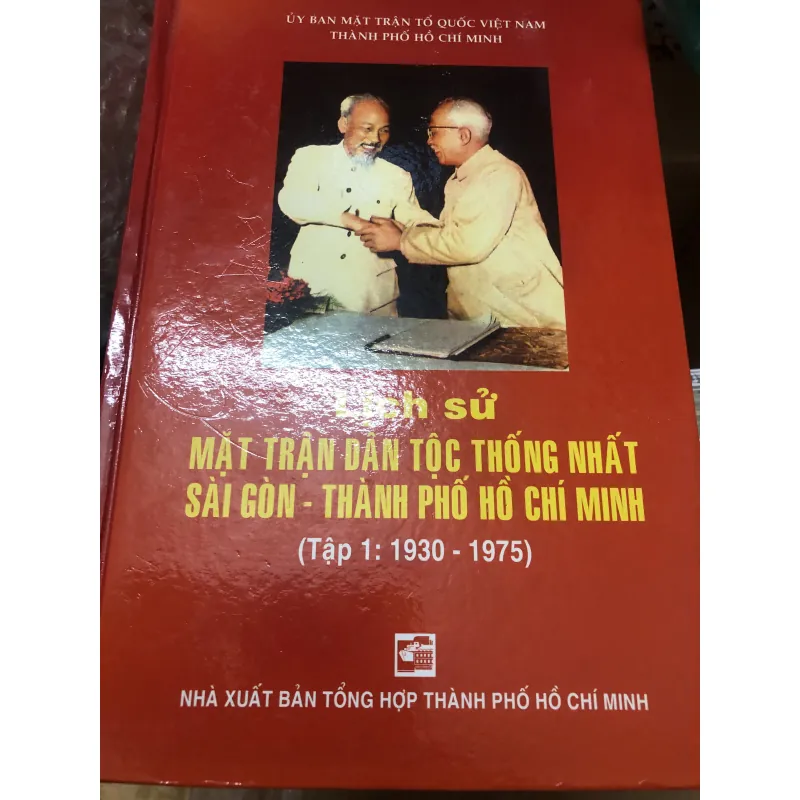 ỦY BAN MẶT TRẬN TỔ QUỐC VIỆT NAM
THÀNH PHỐ HỒ CHÍ MINH
Lịch sử
MẶT TRẬN DÂN TỘC THỐNG NHẤT
SÀI GÒN - THÀNH PHỐ HỒ CHÍ MINH
(Tập 1: 1930 - 1975)
NHÀ XUẤT BẢN TỔNG HỢP THÀNH PHỐ HỒ CHÍ MINH